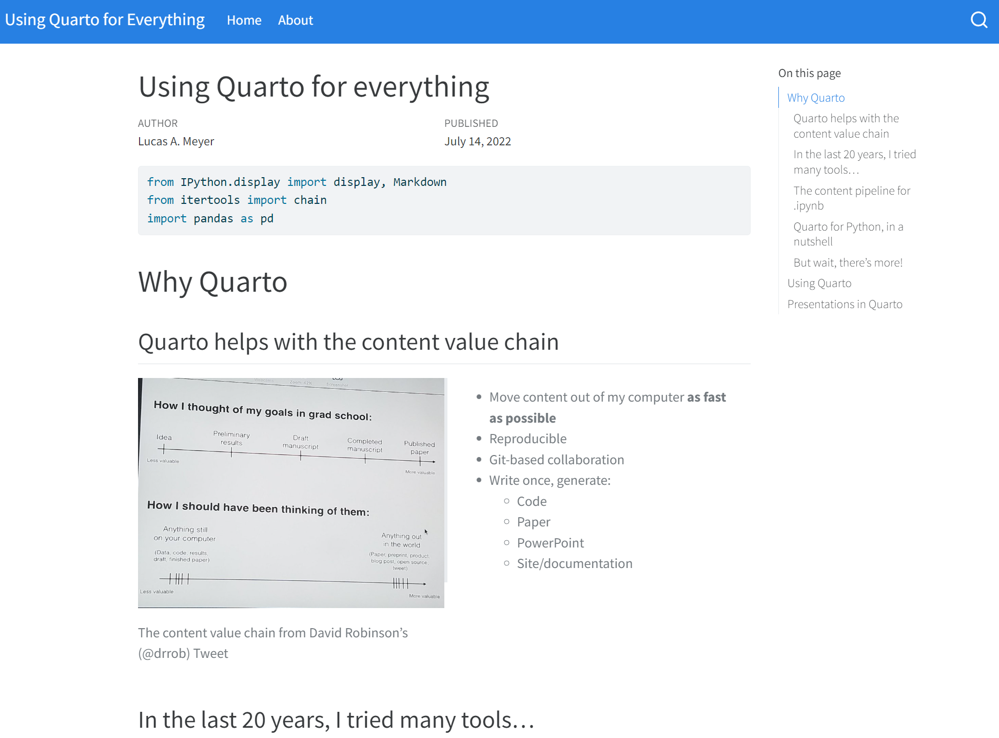 Using Quarto for Everything Home About
Using Quarto for everything
AUTHOR
Lucas A. Meyer
PUBLISHED
July 14, 2022
from IPython.display import display, Markdown
from itertools import chain
import pandas as pd
Why Quarto
Quarto helps with the content value chain
Webcams Zoom: 42% Screenshot
How I thought of my goals in grad school:
Idea
Preliminary
results
Draft
manuscript
Completed
manuscript
Published
paper
Less valuable
More valuable
How I should have been thinking of them:
Anything still
on your computer
(Data, code, results,
draft, finished paper)
Anything out
in the world
(Paper, preprint, product,
blog post, open source,
tweet)
Less valuable
More valuable
The content value chain from David Robinson’s
(@drrob) Tweet
Move content out of my computer as fast
as possible
Reproducible
Git-based collaboration
Write once, generate:
Code
Paper
PowerPoint
Site/documentation
In the last 20 years, I tried many tools…
On this page
Why Quarto
Quarto helps with the
content value chain
In the last 20 years, I tried
many tools…
The content pipeline for
.ipynb
Quarto for Python, in a
nutshell
But wait, there’s more!
Using Quarto
Presentations in Quarto